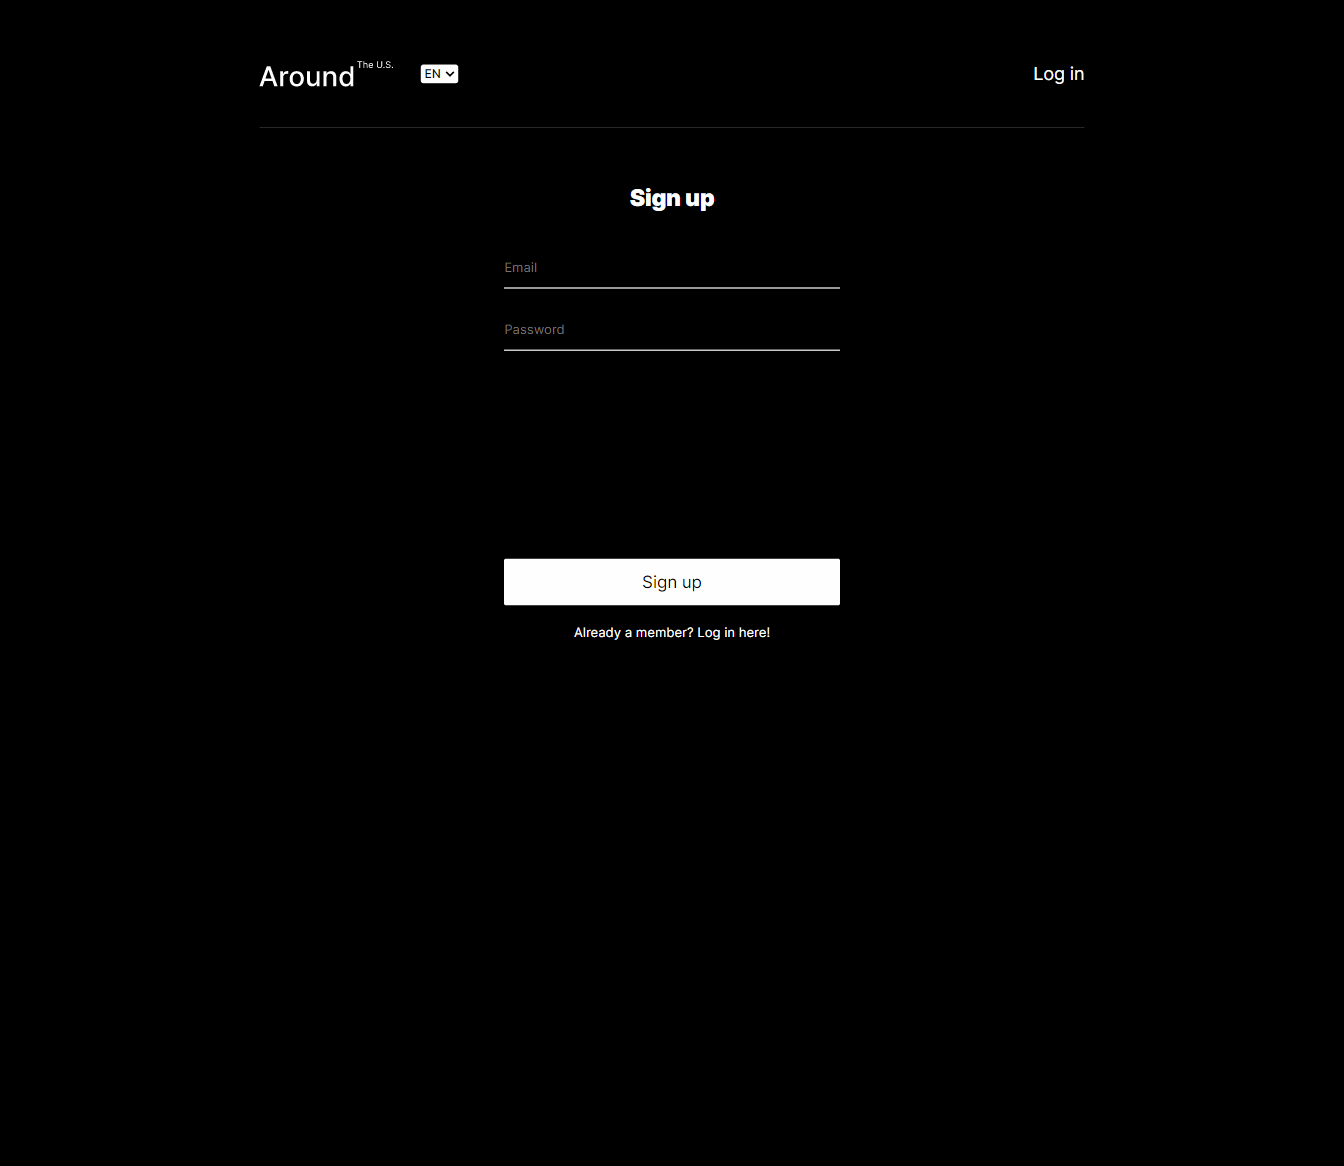 Around The U.S.
EN
Log in
Sign up
Email
Password
Sign up
Already a member? Log in here!